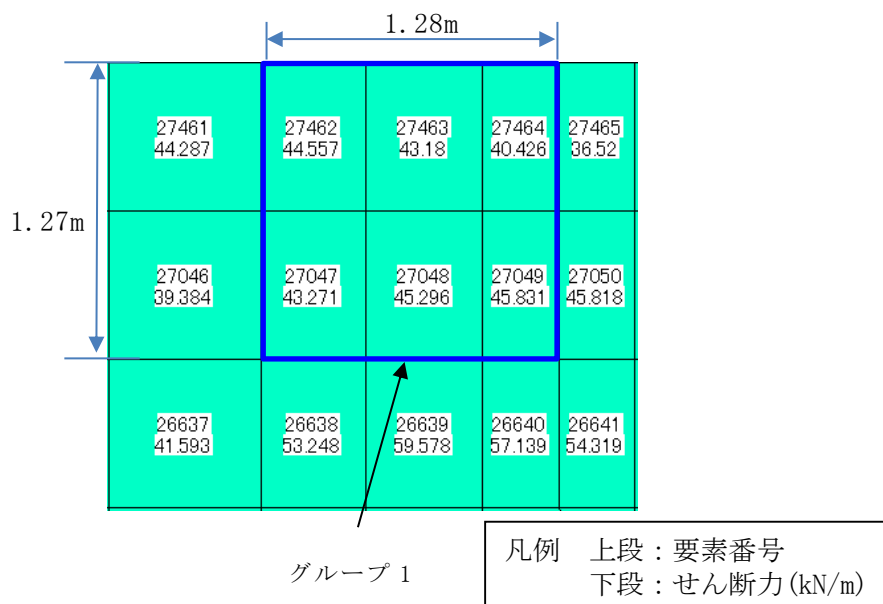 1.28m
27461 27462 27463 27464 27465
44.287 44.557 43.18 40.426 36.52
1.27m
27046 27047 27048 27049 27050
39.384 43.271 45.296 45.831 45.818
26637 26638 26639 26640 26641
41.593 53.248 59.578 57.139 54.319
グループ1
凡例 上段：要素番号
下段：せん断力(kN/m)